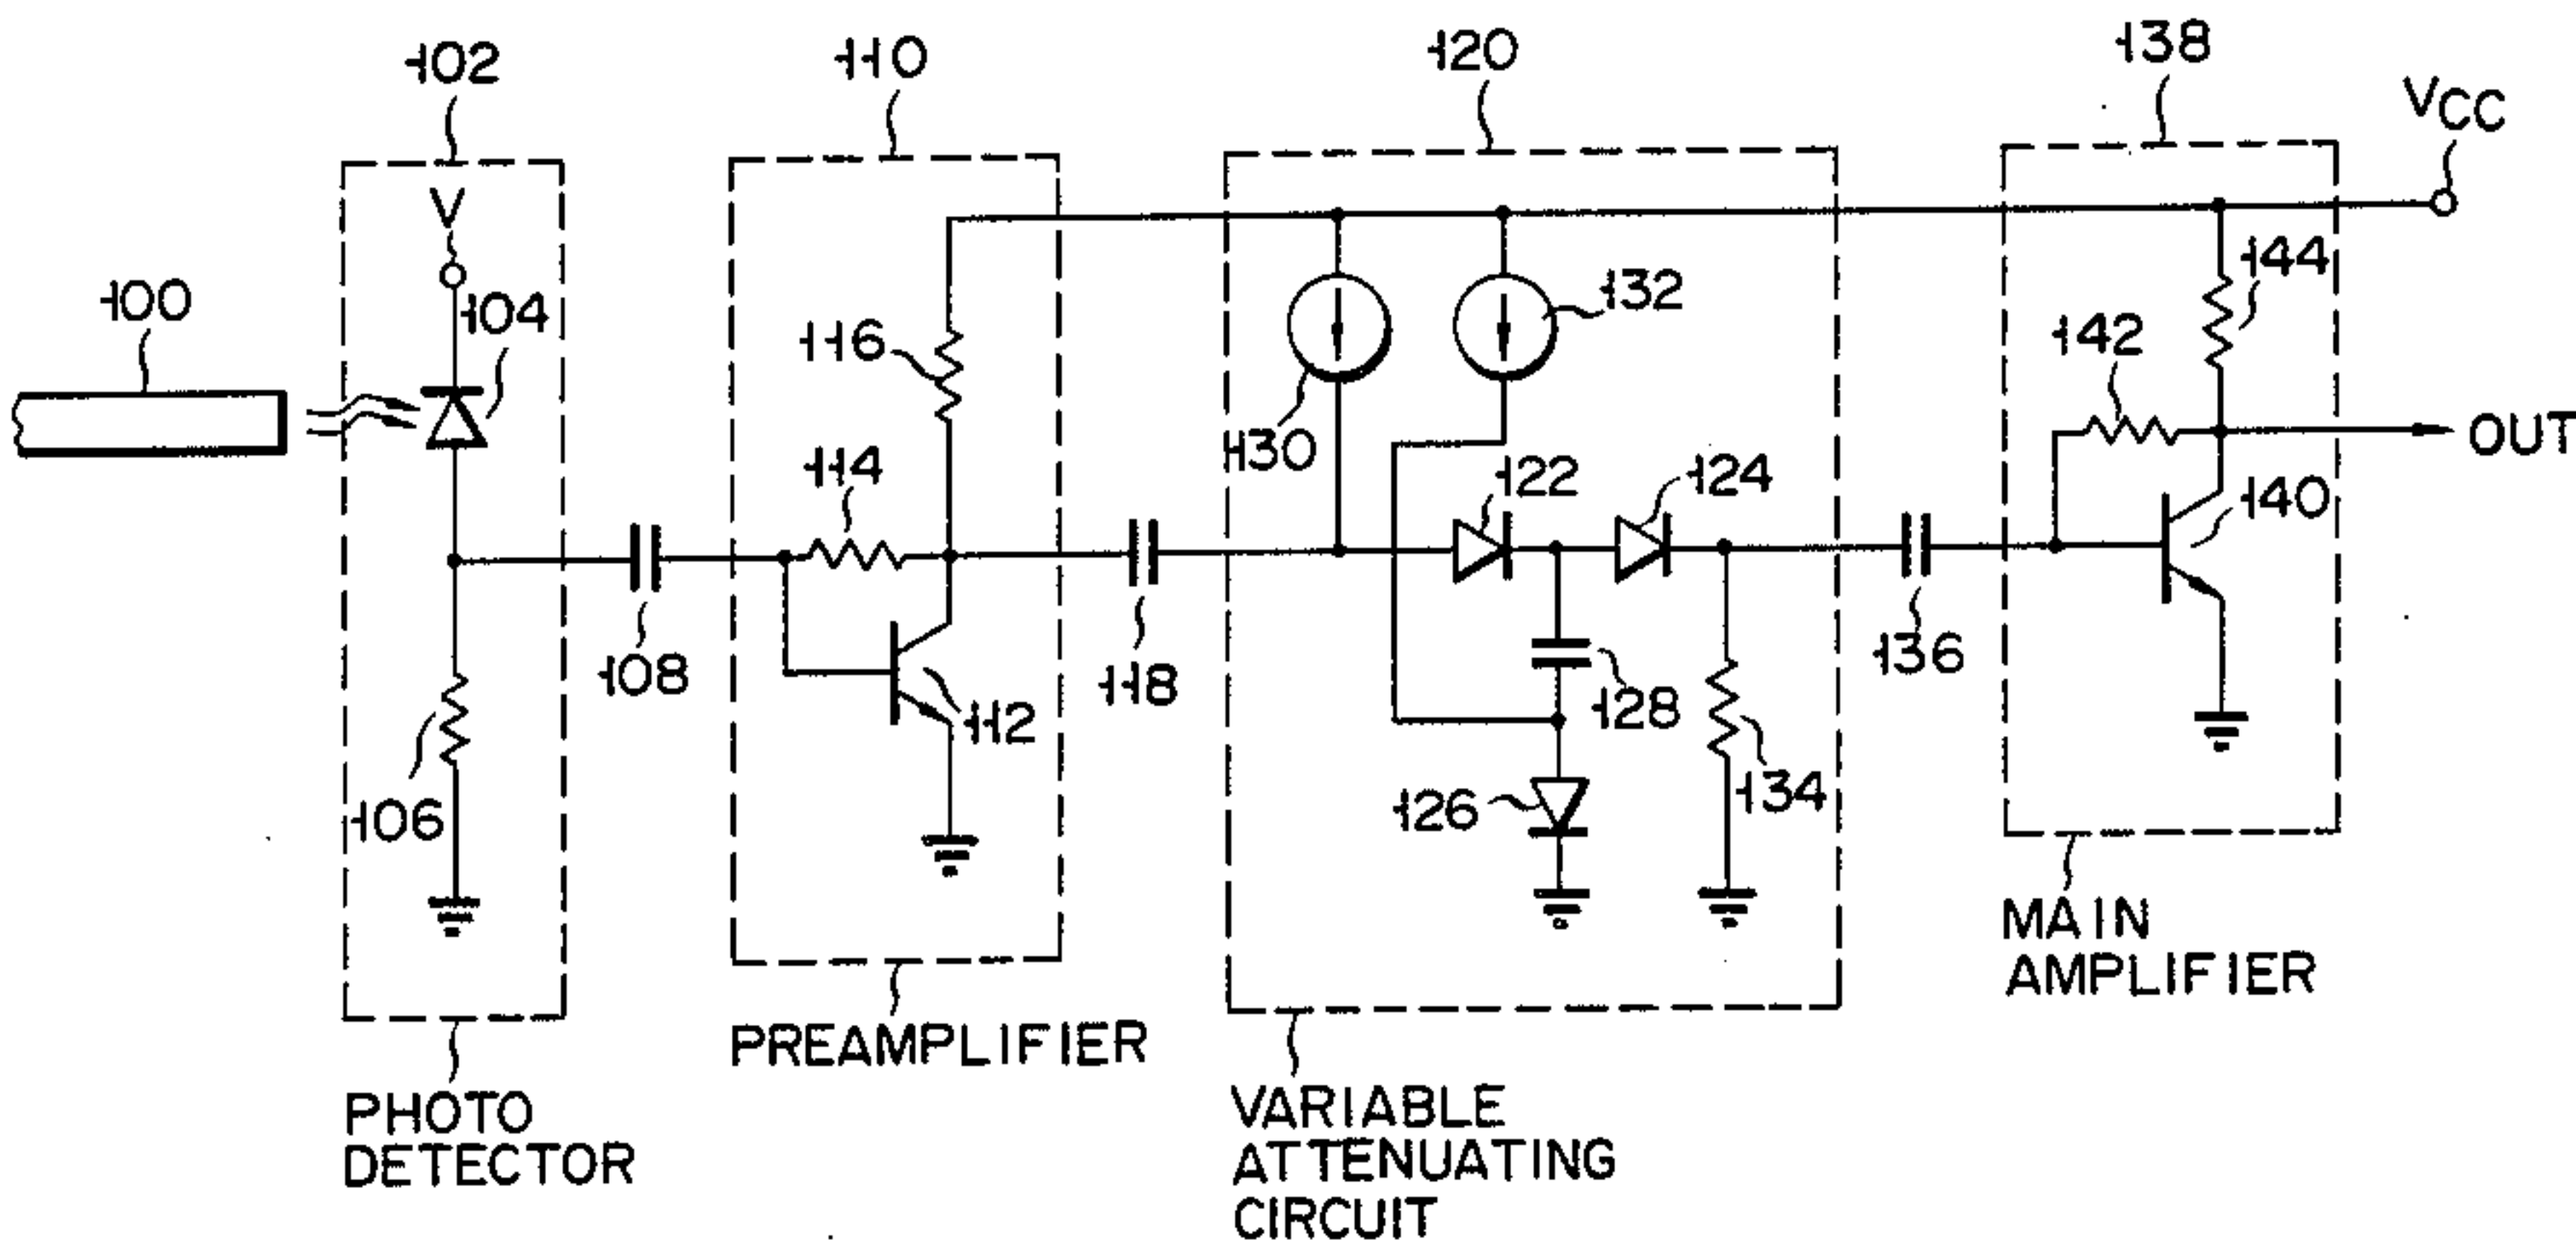 102
110
120
138
VCC
V
100
104
116
132
144
142
130
OUT
114
122
124
140
108
112
118
128
136
106
126
134
MAIN
AMPLIFIER
PREAMPLIFIER
PHOTO
DETECTOR
VARIABLE
ATTENUATING
CIRCUIT